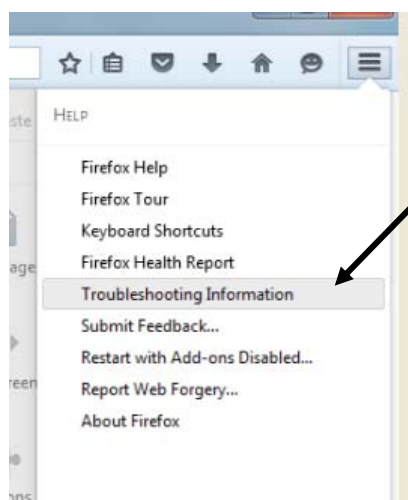 HELP
Firefox Help
Firefox Tour
Keyboard Shortcuts
Firefox Health Report
Troubleshooting Information
Submit Feedback...
Restart with Add-ons Disabled...
Report Web Forgery...
About Firefox